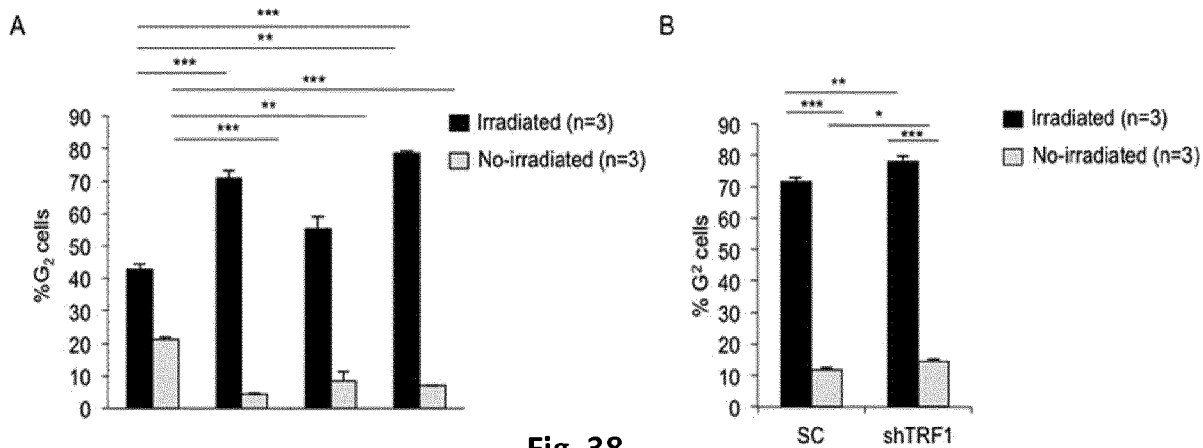 A
***
**
***
***
**
***
90
80
70
60
50
40
30
20
10
0
%G₂ cells
Irradiated (n=3)
No-irradiated (n=3)
B
**
***
*
***
90
80
70
60
50
40
30
20
10
0
% G² cells
SC
shTRF1
Irradiated (n=3)
No-irradiated (n=3)
Fig. 38